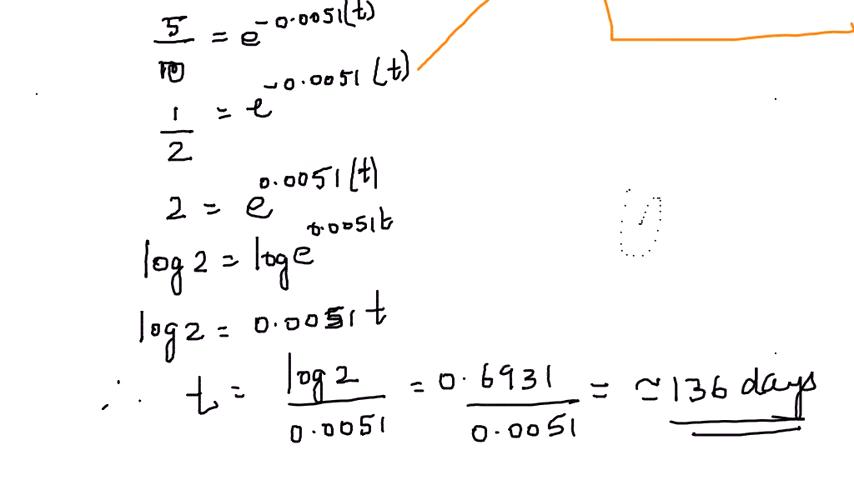 5/10 = e^-0.0051(t)
1/2 = e^-0.0051(t)
2 = e^0.0051(t)
log 2 = log e^0.0051t
log 2 = 0.0051 t
∴ t = log 2/0.0051 = 0.6931/0.0051 = ≃ 136 days